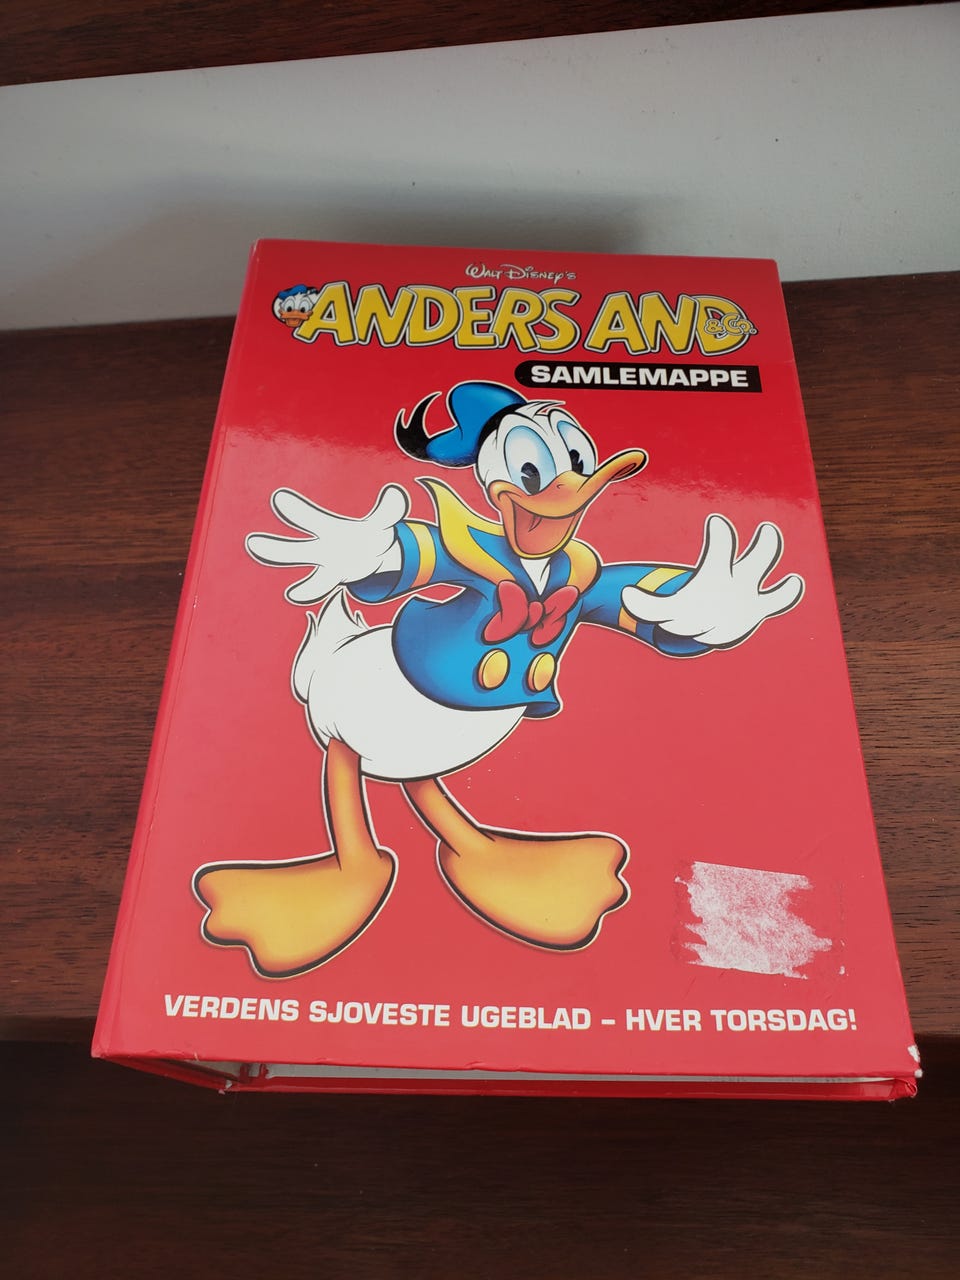 WALT DISNEY'S
ANDERS AND & Co.
SAMLEMAPPE
VERDENS SJOVESTE UGEBLAD – HVER TORSDAG!